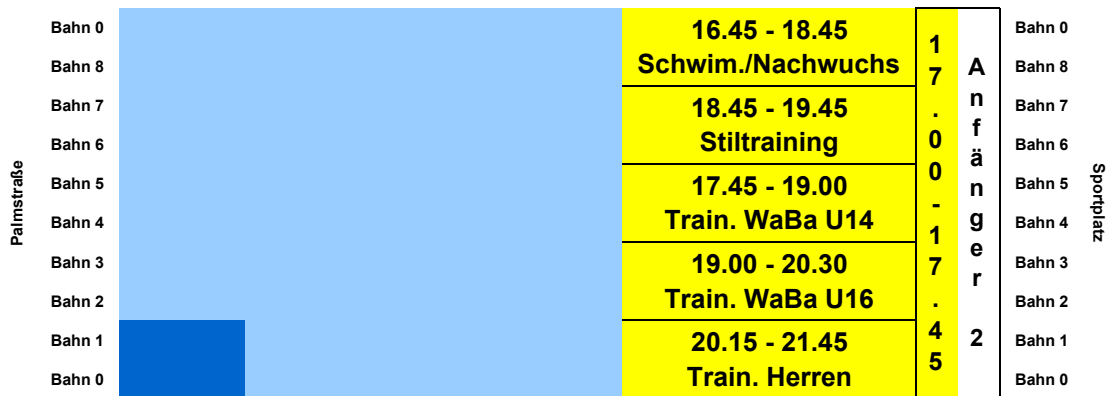 Palmstraße
Bahn 0
Bahn 8
Bahn 7
Bahn 6
Bahn 5
Bahn 4
Bahn 3
Bahn 2
Bahn 1
Bahn 0
16.45 - 18.45
Schwim./Nachwuchs
18.45 - 19.45
Stiltraining
17.45 - 19.00
Train. WaBa U14
19.00 - 20.30
Train. WaBa U16
20.15 - 21.45
Train. Herren
17.00-17.45
Anfänger 2
Bahn 0
Bahn 8
Bahn 7
Bahn 6
Bahn 5
Bahn 4
Bahn 3
Bahn 2
Bahn 1
Bahn 0
Sportplatz